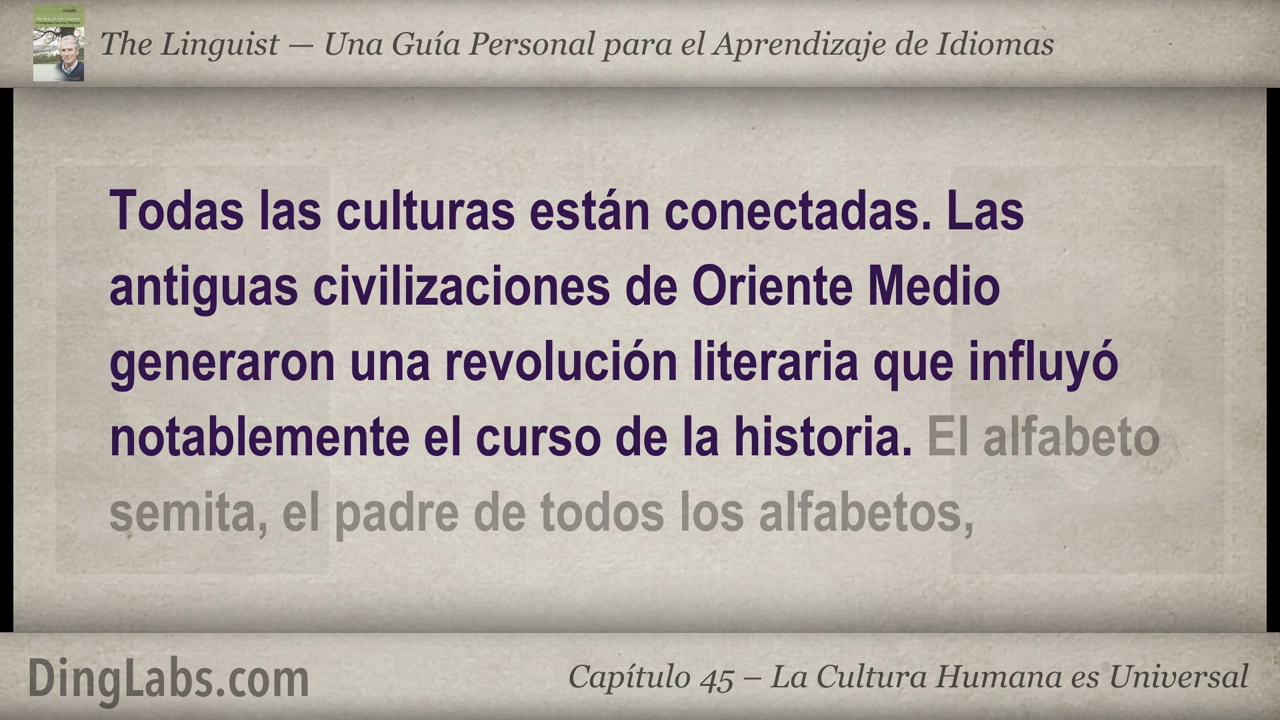 The Linguist — Una Guía Personal para el Aprendizaje de Idiomas
Todas las culturas están conectadas. Las
antiguas civilizaciones de Oriente Medio
generaron una revolución literaria que influyó
notablemente el curso de la historia. El alfabeto
semita, el padre de todos los alfabetos,
DingLabs.com
Capítulo 45 – La Cultura Humana es Universal